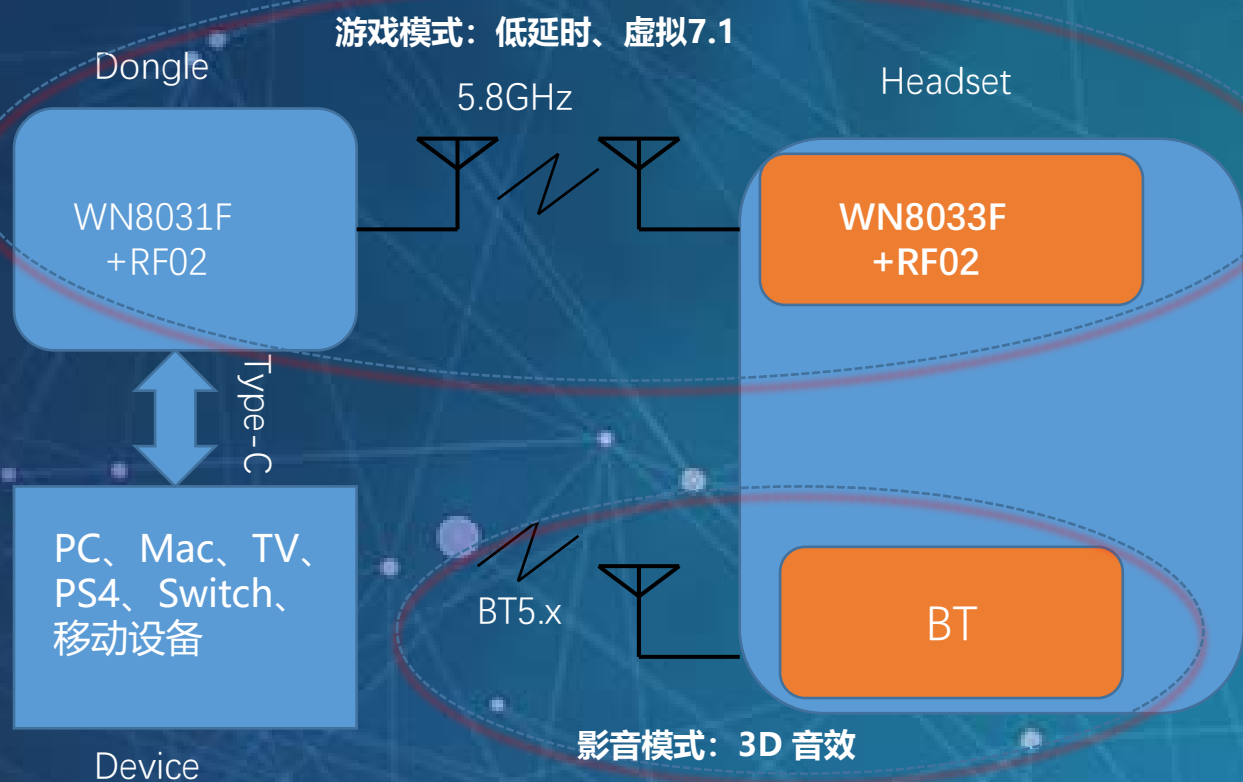 游戏模式：低延时、虚拟7.1
Dongle
5.8GHz
Headset
WN8031F
+RF02
WN8033F
+RF02
Type-C
PC、Mac、TV、
PS4、Switch、
移动设备
BT5.x
BT
影音模式：3D 音效
Device